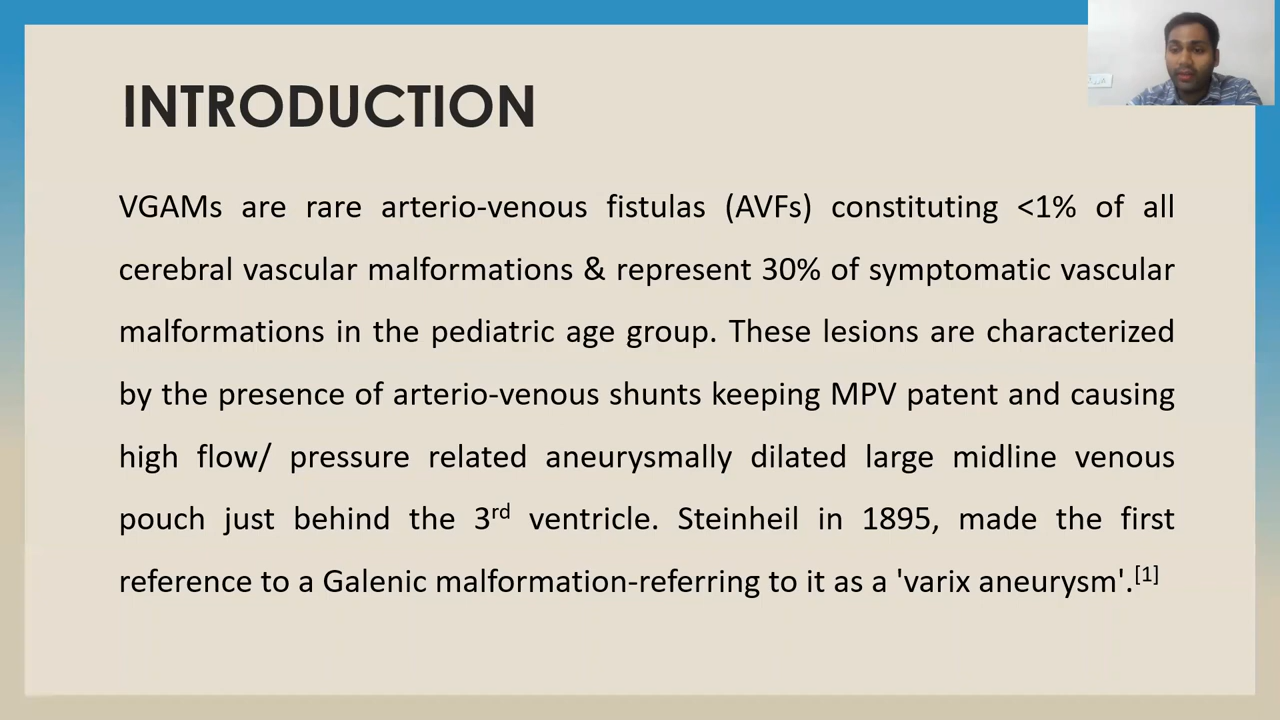 INTRODUCTION
VGAMs are rare arterio-venous fistulas (AVFs) constituting <1% of all
cerebral vascular malformations & represent 30% of symptomatic vascular
malformations in the pediatric age group. These lesions are characterized
by the presence of arterio-venous shunts keeping MPV patent and causing
high flow/ pressure related aneurysmally dilated large midline venous
pouch just behind the 3rd ventricle. Steinheil in 1895, made the first
reference to a Galenic malformation-referring to it as a 'varix aneurysm'.[1]